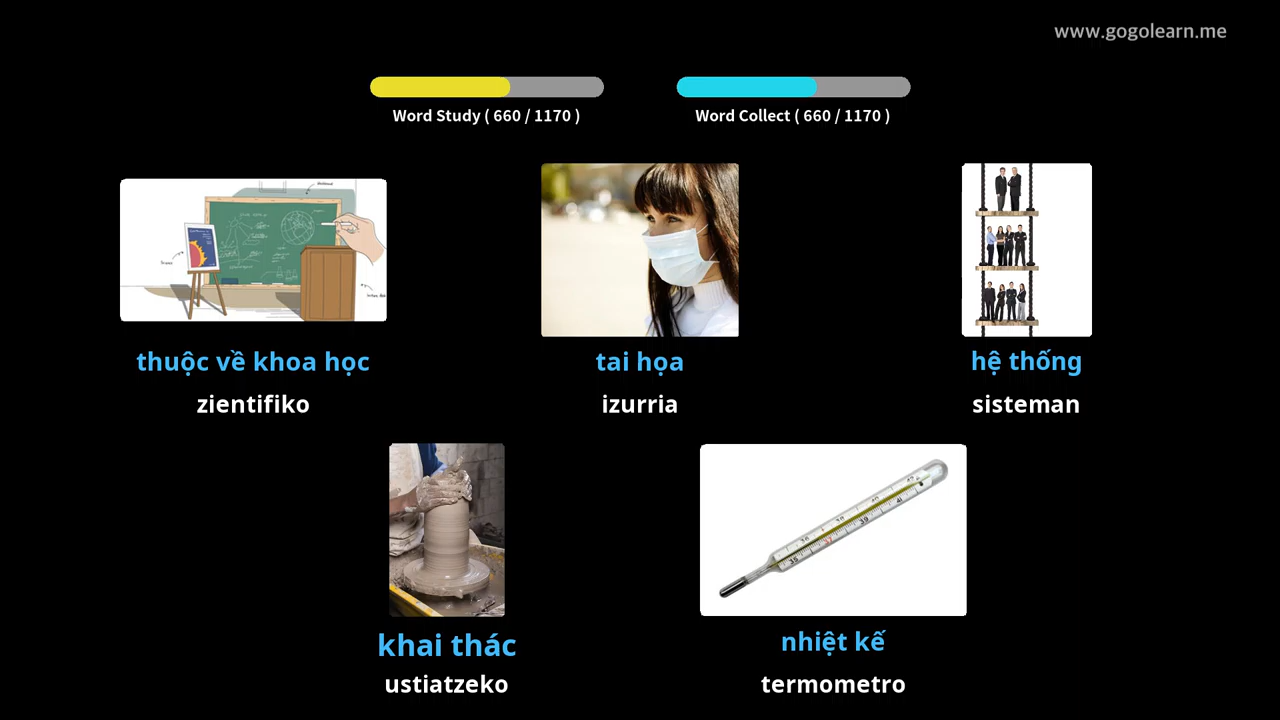 www.gogolearn.me
Word Study ( 660 / 1170 )
Word Collect ( 660 / 1170 )
thuộc về khoa học
zientifiko
tai họa
izurria
hệ thống
sisteman
khai thác
ustiatzeko
nhiệt kế
termometro